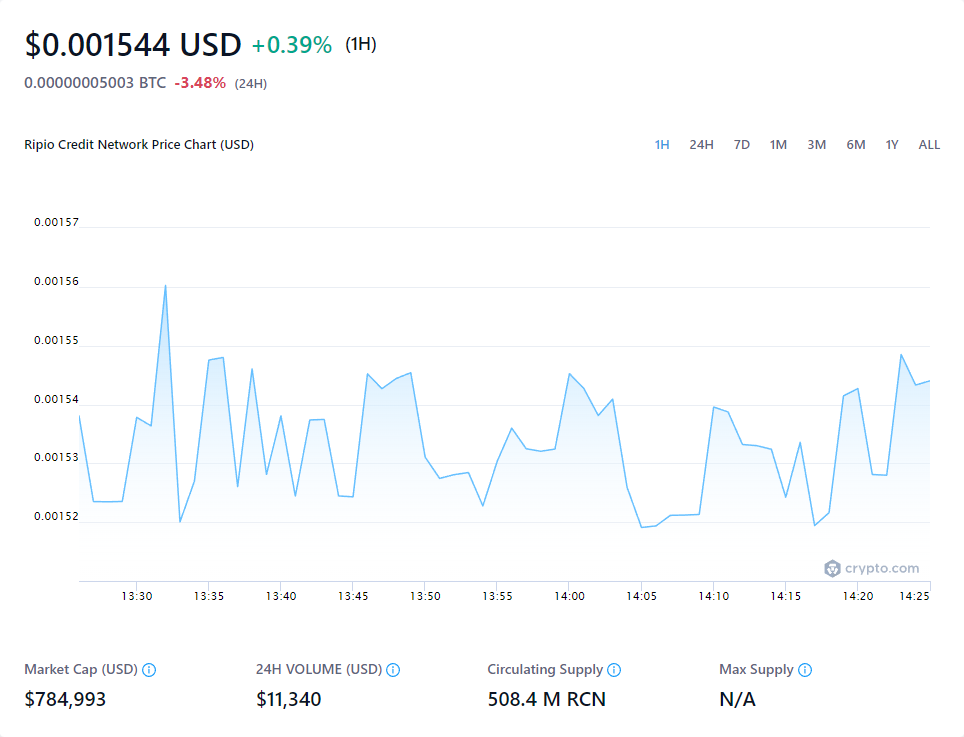 $0.001544 USD +0.39% (1H)
0.00000005003 BTC -3.48% (24H)
Ripio Credit Network Price Chart (USD)
1H 24H 7D 1M 3M 6M 1Y ALL
0.00157
0.00156
0.00155
0.00154
0.00153
0.00152
crypto.com
13:30 13:35 13:40 13:45 13:50 13:55 14:00 14:05 14:10 14:15 14:20 14:25
Market Cap (USD) 24H VOLUME (USD) Circulating Supply Max Supply
$784,993 $11,340 508.4 M RCN N/A